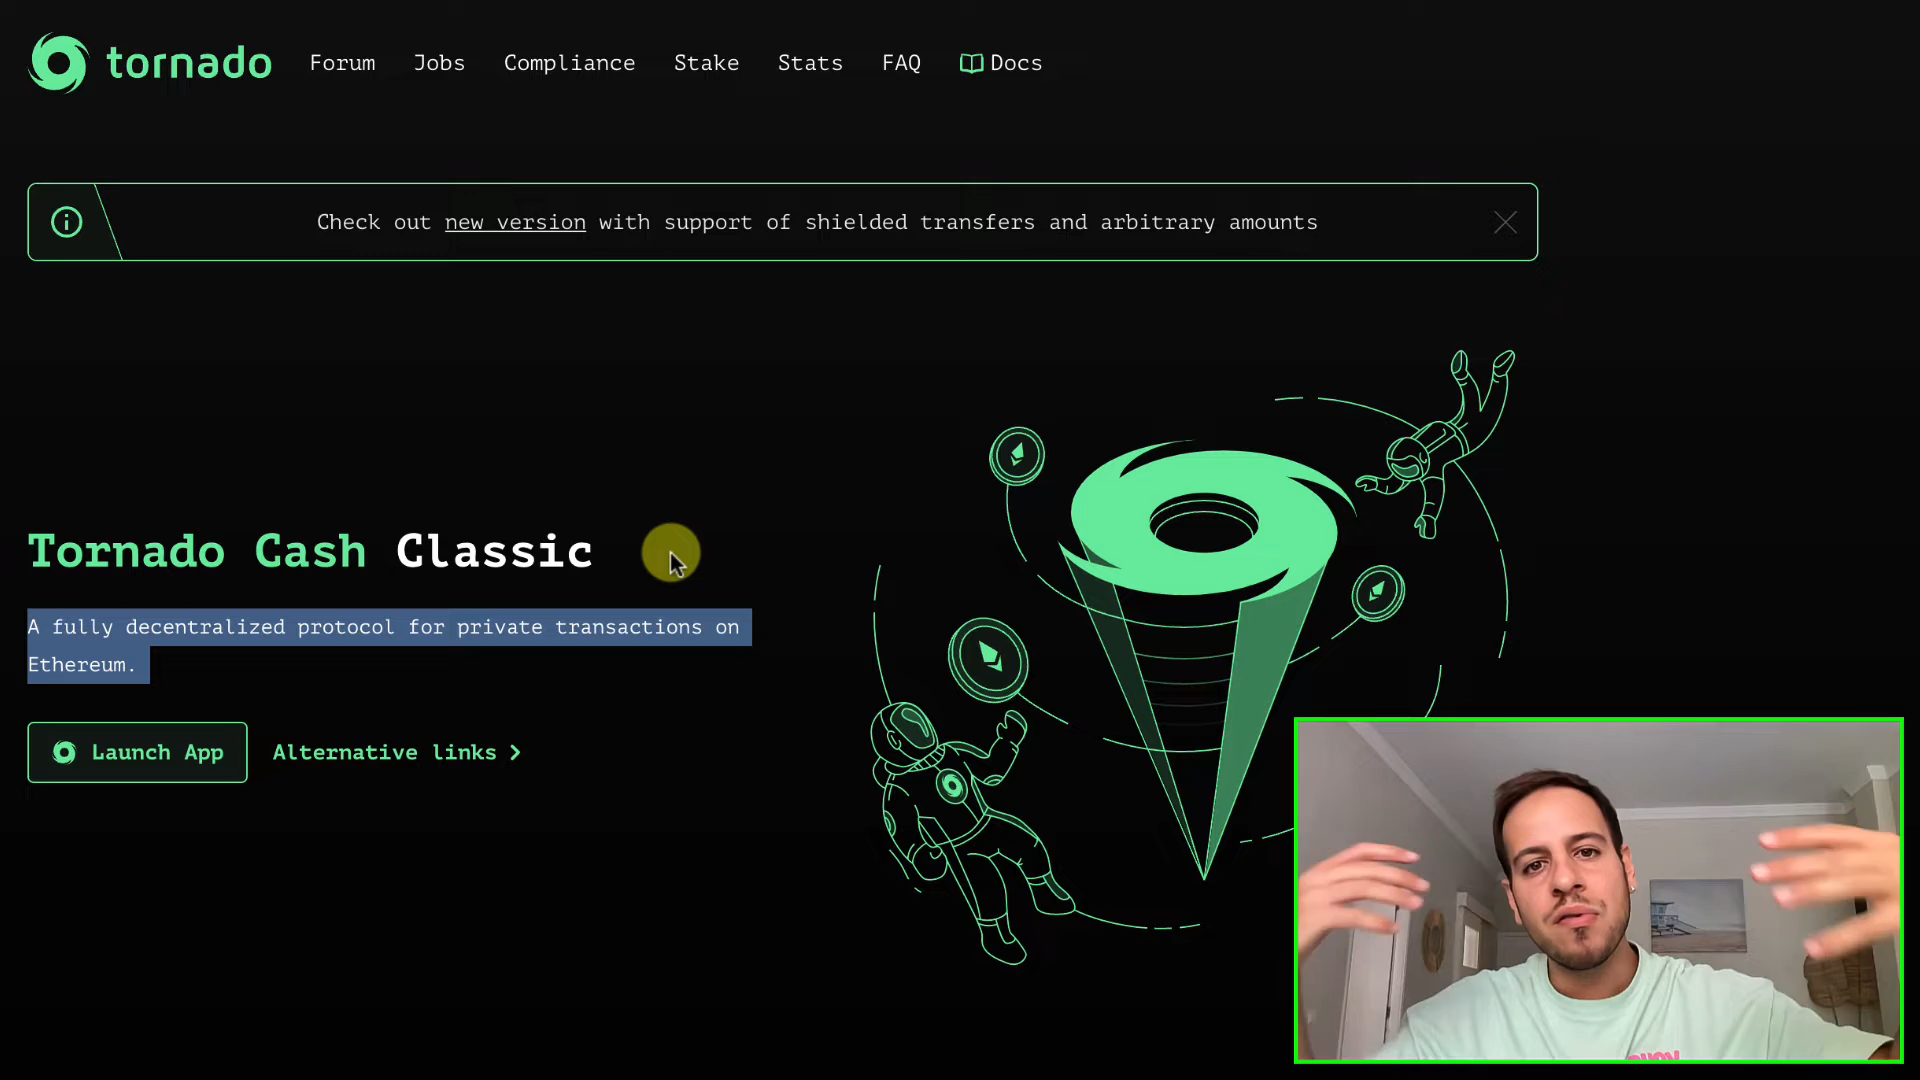 tornado
Forum Jobs Compliance Stake Stats FAQ Docs
Check out new version with support of shielded transfers and arbitrary amounts
Tornado Cash Classic
A fully decentralized protocol for private transactions on
Ethereum.
Launch App Alternative links